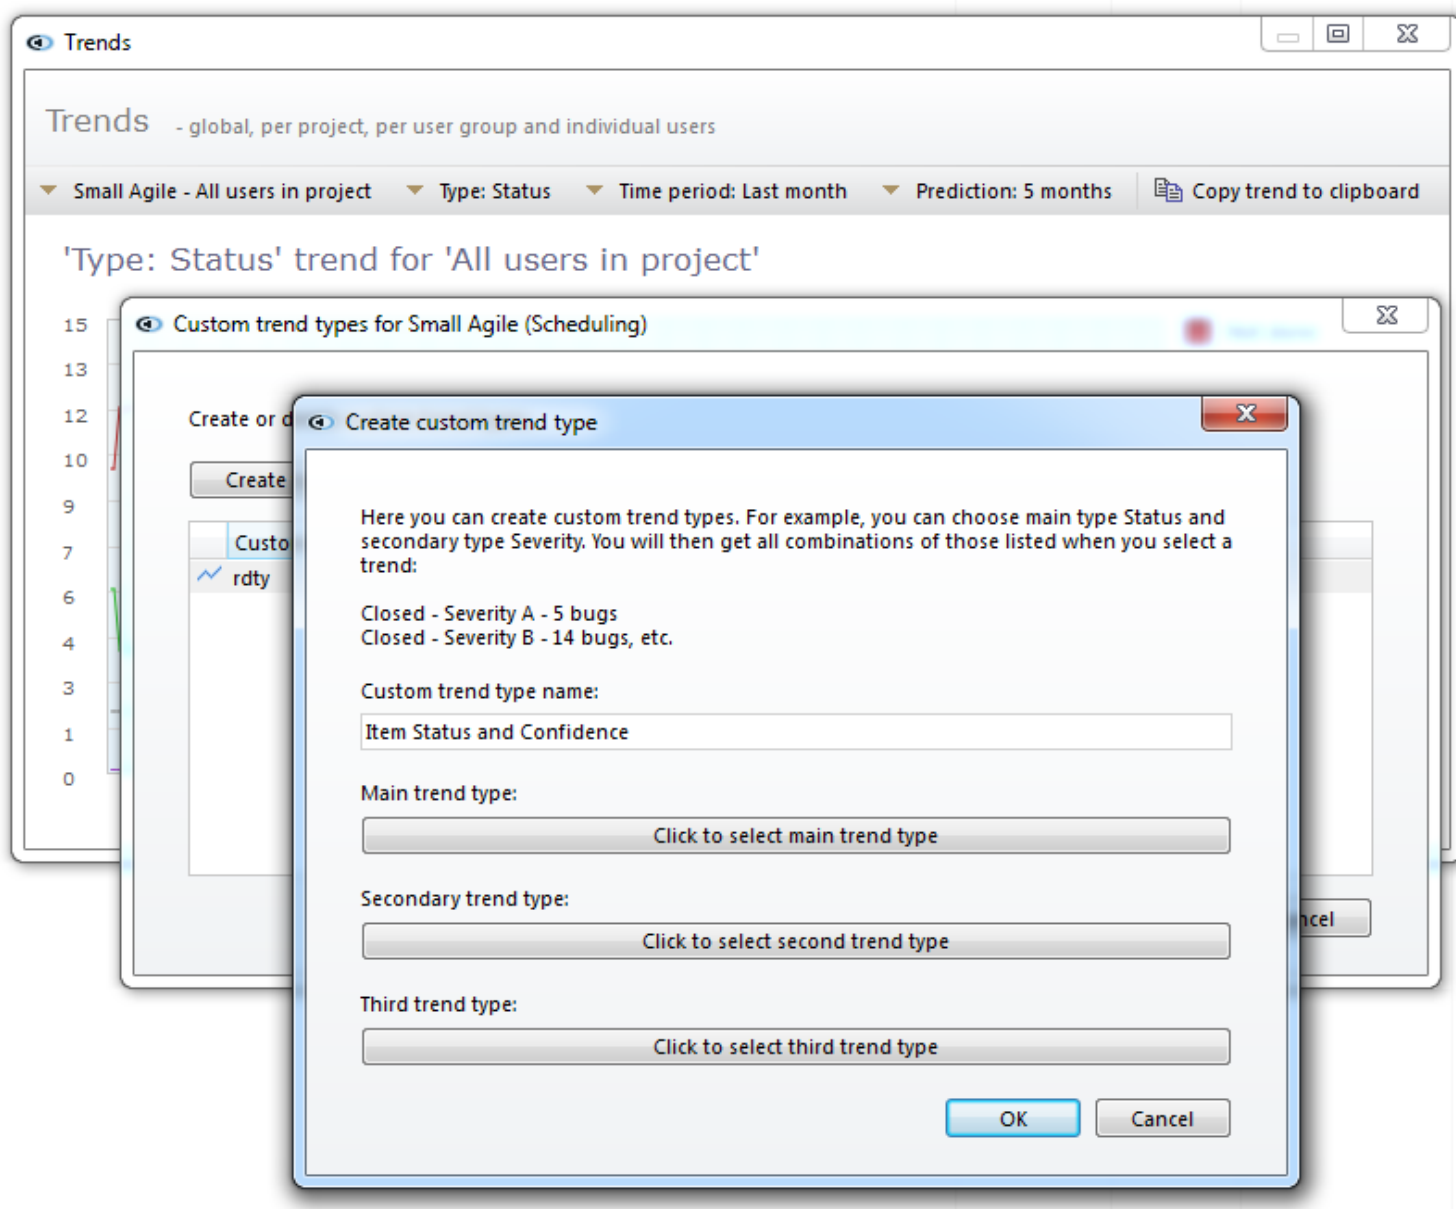 Trends
Trends - global, per project, per user group and individual users
Small Agile - All users in project Type: Status Time period: Last month Prediction: 5 months Copy trend to clipboard
'Type: Status' trend for 'All users in project'
15
13
12
10
9
7
6
4
3
1
0
Custom trend types for Small Agile (Scheduling)
Create or d
Create
Custo
rdty
ncel
Create custom trend type
Here you can create custom trend types. For example, you can choose main type Status and
secondary type Severity. You will then get all combinations of those listed when you select a
trend:
Closed - Severity A - 5 bugs
Closed - Severity B - 14 bugs, etc.
Custom trend type name:
Item Status and Confidence
Main trend type:
Click to select main trend type
Secondary trend type:
Click to select second trend type
Third trend type:
Click to select third trend type
OK Cancel